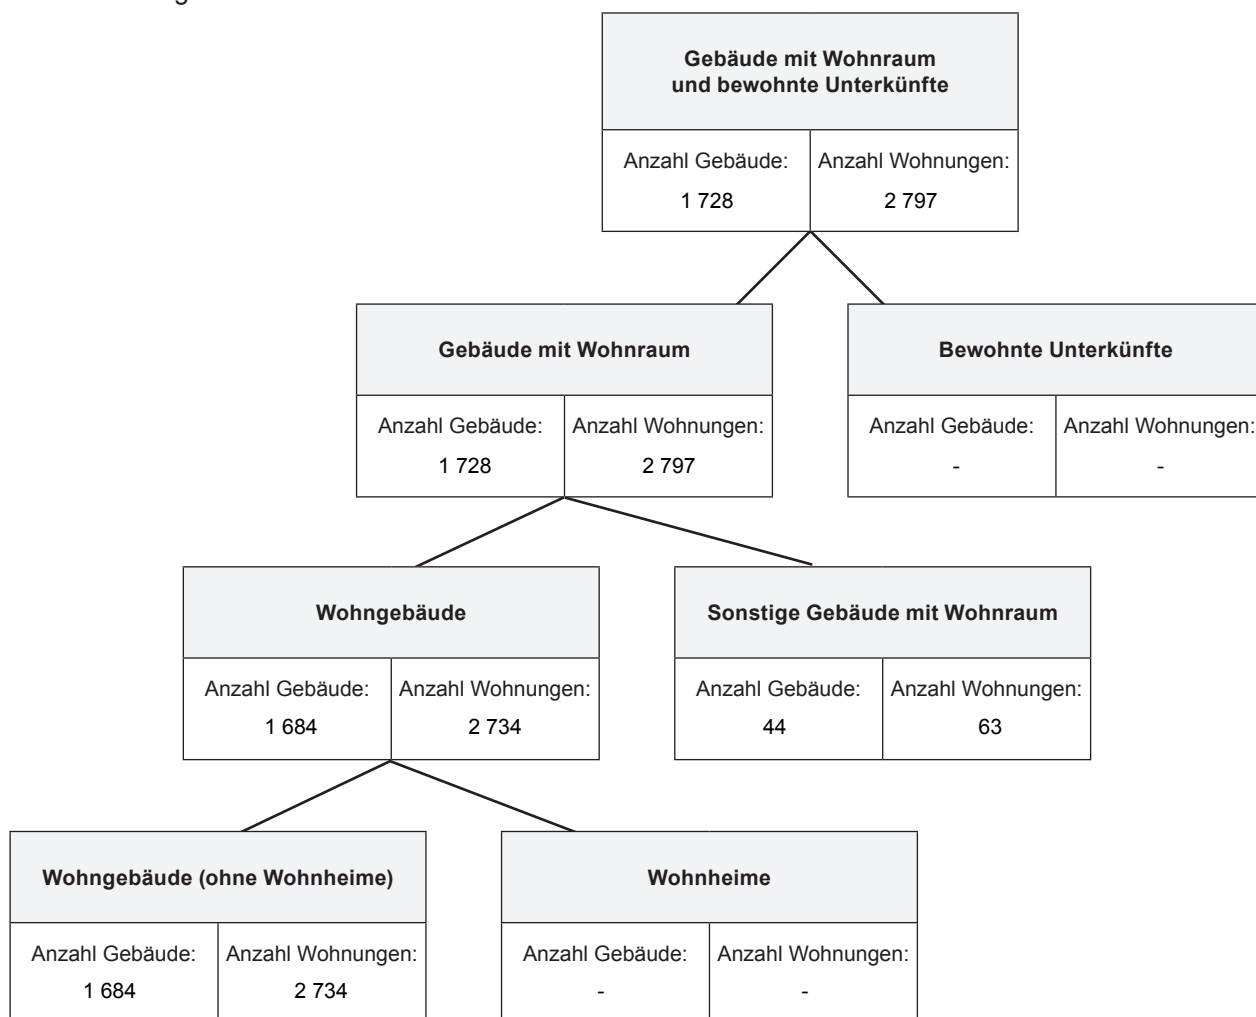 Gebäude mit Wohnraum
und bewohnte Unterkünfte
Anzahl Gebäude:
Anzahl Wohnungen:
1 728
2 797
Gebäude mit Wohnraum
Bewohnte Unterkünfte
Anzahl Gebäude:
Anzahl Wohnungen:
Anzahl Gebäude:
Anzahl Wohnungen:
1 728
2 797
-
-
Wohngebäude
Sonstige Gebäude mit Wohnraum
Anzahl Gebäude:
Anzahl Wohnungen:
Anzahl Gebäude:
Anzahl Wohnungen:
1 684
2 734
44
63
Wohngebäude (ohne Wohnheime)
Wohnheime
Anzahl Gebäude:
Anzahl Wohnungen:
Anzahl Gebäude:
Anzahl Wohnungen:
1 684
2 734
-
-